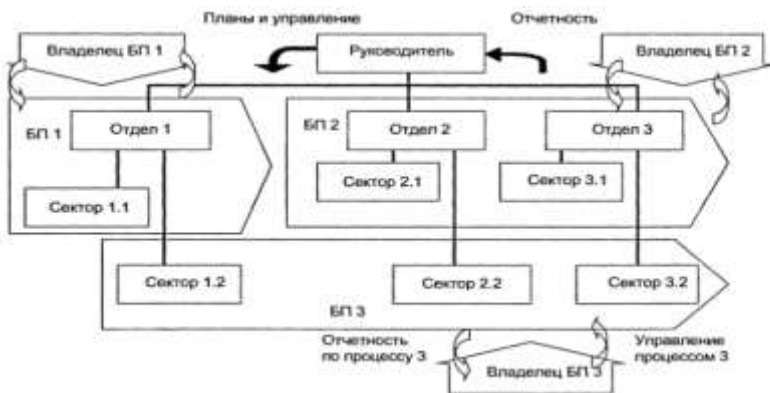 Планы и управление
Отчетность
Владелец БП 1
Руководитель
Владелец БП 2
БП 1
Отдел 1
БП 2
Отдел 2
Отдел 3
Сектор 1.1
Сектор 2.1
Сектор 3.1
Сектор 1.2
Сектор 2.2
Сектор 3.2
БП 3
Отчетность
по процессу 3
Управление
процессом 3
Владелец БП 3